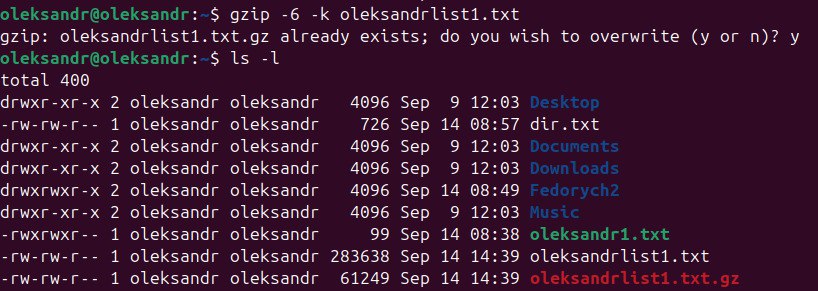 oleksandr@oleksandr:~$ gzip -6 -k oleksandrlist1.txt
gzip: oleksandrlist1.txt.gz already exists; do you wish to overwrite (y or n)? y
oleksandr@oleksandr:~$ ls -l
total 400
drwxr-xr-x 2 oleksandr oleksandr   4096 Sep  9 12:03 Desktop
-rw-rw-r-- 1 oleksandr oleksandr    726 Sep 14 08:57 dir.txt
drwxr-xr-x 2 oleksandr oleksandr   4096 Sep  9 12:03 Documents
drwxr-xr-x 2 oleksandr oleksandr   4096 Sep  9 12:03 Downloads
drwxrwxr-x 2 oleksandr oleksandr   4096 Sep 14 08:49 Fedorych2
drwxr-xr-x 2 oleksandr oleksandr   4096 Sep  9 12:03 Music
-rwxrwxr-- 1 oleksandr oleksandr     99 Sep 14 08:38 oleksandr1.txt
-rw-rw-r-- 1 oleksandr oleksandr 283638 Sep 14 14:39 oleksandrlist1.txt
-rw-rw-r-- 1 oleksandr oleksandr  61249 Sep 14 14:39 oleksandrlist1.txt.gz